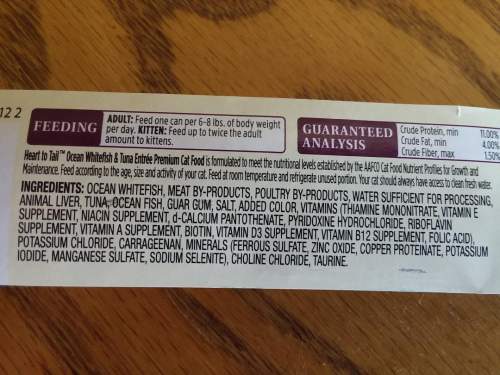 12 2
FEEDING
ADULT: Feed one can per 6-8 lbs. of body weight
per day. KITTEN: Feed up to twice the adult
amount to kittens.
GUARANTEED
ANALYSIS
Crude Protein, min 11.00%
Crude Fat, min 4.00%
Crude Fiber, max 1.50%
Heart to Tail™ Ocean Whitefish & Tuna Entrée Premium Cat Food is formulated to meet the nutritional levels established by the AAFCO Cat Food Nutrient Profiles for Growth and
Maintenance. Feed according to the age, size and activity of your cat. Feed at room temperature and refrigerate unused portion. Your cat should always have access to clean fresh water.
INGREDIENTS: OCEAN WHITEFISH, MEAT BY-PRODUCTS, POULTRY BY-PRODUCTS, WATER SUFFICIENT FOR PROCESSING,
ANIMAL LIVER, TUNA, OCEAN FISH, GUAR GUM, SALT, ADDED COLOR, VITAMINS (THIAMINE MONONITRATE, VITAMIN E
SUPPLEMENT, NIACIN SUPPLEMENT, d-CALCIUM PANTOTHENATE, PYRIDOXINE HYDROCHLORIDE, RIBOFLAVIN
SUPPLEMENT, VITAMIN A SUPPLEMENT, BIOTIN, VITAMIN D3 SUPPLEMENT, VITAMIN B12 SUPPLEMENT, FOLIC ACID),
POTASSIUM CHLORIDE, CARRAGEENAN, MINERALS (FERROUS SULFATE, ZINC OXIDE, COPPER PROTEINATE, POTASSIUM
IODIDE, MANGANESE SULFATE, SODIUM SELENITE), CHOLINE CHLORIDE, TAURINE.